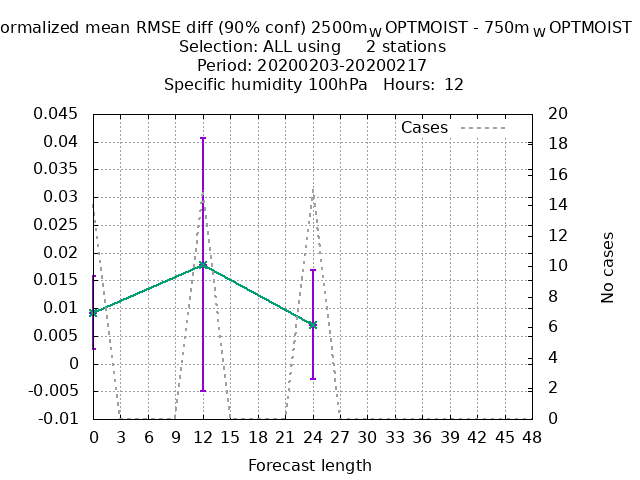 ormalized mean RMSE diff (90% conf) 2500m W OPTMOIST - 750m W OPTMOIST
Selection: ALL using 2 stations
Period: 20200203-20200217
Specific humidity 100hPa Hours: 12
Cases
0.045
0.04
0.035
0.03
0.025
0.02
0.015
0.01
0.005
0
-0.005
-0.01
20
18
16
14
12
10
8
6
4
2
0
No cases
0 3 6 9 12 15 18 21 24 27 30 33 36 39 42 45 48
Forecast length